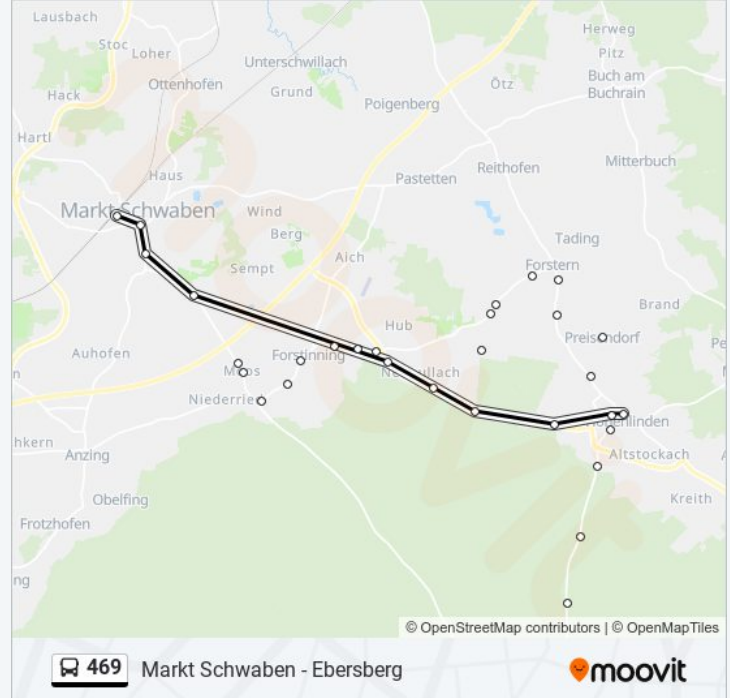 Lausbach
Herweg
Stoc
Loher
Pitz
Unterschwillach
Buch am
Buchrain
Ottenhofen
Grund
Ötz
Hack
Poigenberg
Hartl
Reithofen
Mitterbuch
Haus
Pastetten
Markt Schwaben
Wind
Berg
Tading
Aich
Sempt
Forstern
Brand
Hub
Preisendorf
Auhofen
Forstinning
Moos
Niederried
Hohenlinden
Anzing
Altstockach
Obelfing
Kreith
Frotzhofen
ng
© OpenStreetMap contributors | © OpenMapTiles
469 Markt Schwaben - Ebersberg
moovit